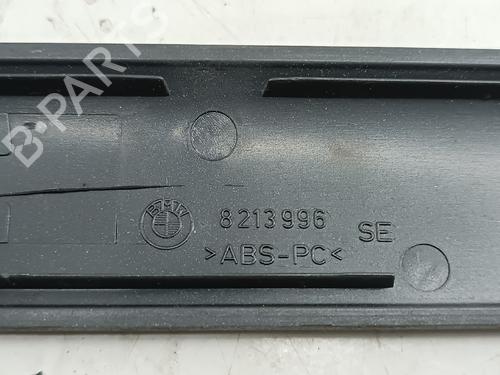 B-PARTS
BMW
8213996
SE
>ABS-PC<